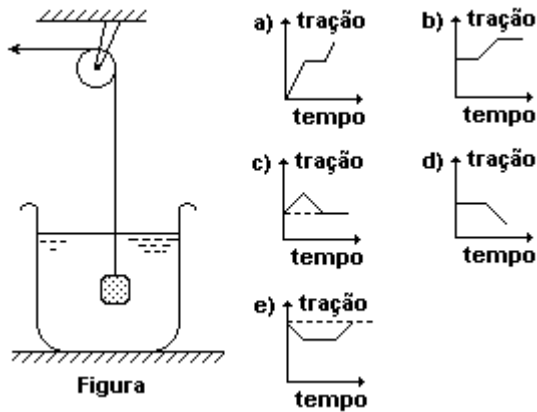 a) tração
tempo
b) tração
tempo
c) tração
tempo
d) tração
tempo
e) tração
tempo
Figura